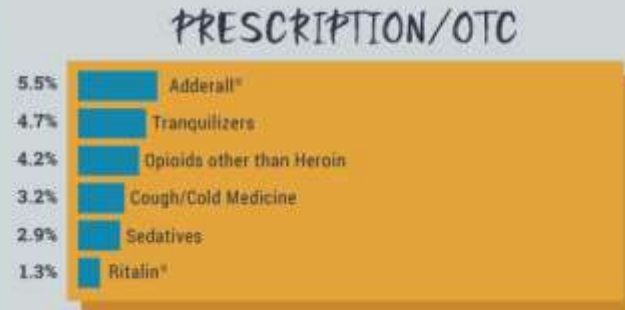 PRESCRIPTION/OTC
5.5% Adderall®
4.7% Tranquilizers
4.2% Opioids other than Heroin
3.2% Cough/Cold Medicine
2.9% Sedatives
1.3% Ritalin®